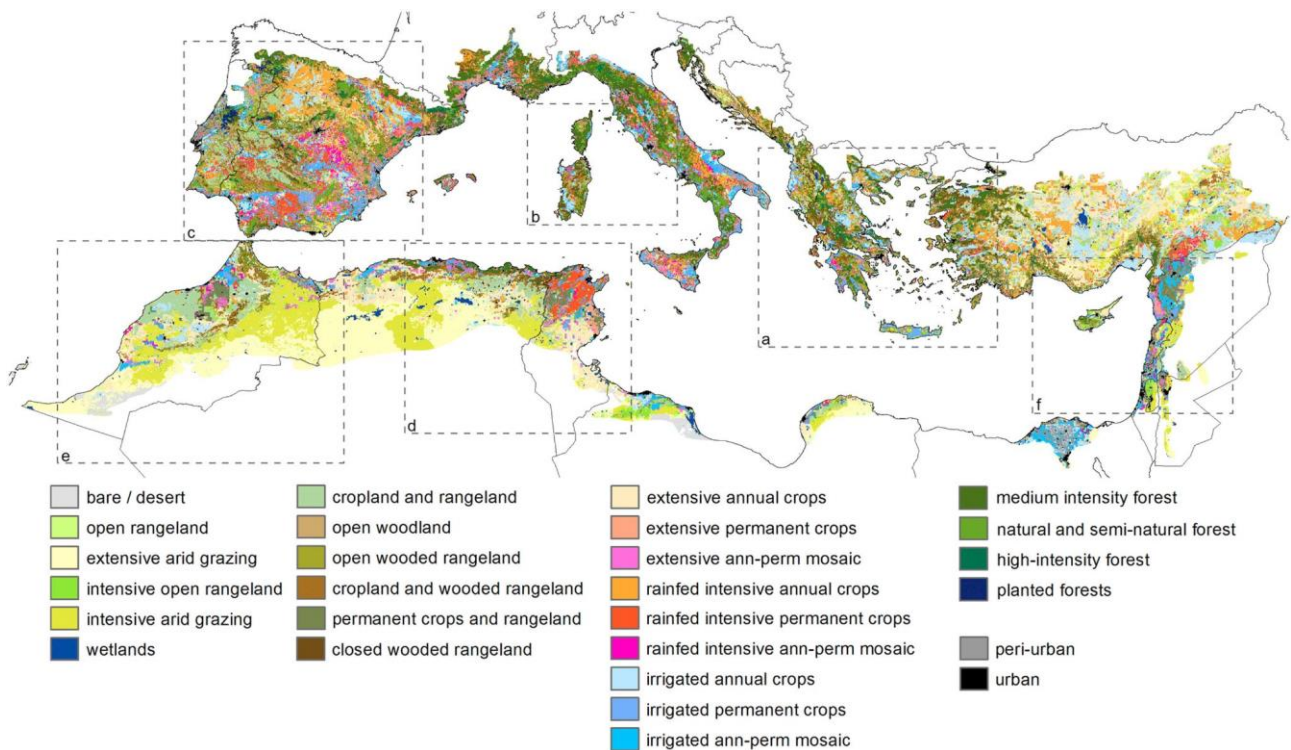 c
b
a
f
d
e
bare / desert
open rangeland
extensive arid grazing
intensive open rangeland
intensive arid grazing
wetlands
cropland and rangeland
open woodland
open wooded rangeland
cropland and wooded rangeland
permanent crops and rangeland
closed wooded rangeland
extensive annual crops
extensive permanent crops
extensive ann-perm mosaic
rainfed intensive annual crops
rainfed intensive permanent crops
rainfed intensive ann-perm mosaic
irrigated annual crops
irrigated permanent crops
irrigated ann-perm mosaic
medium intensity forest
natural and semi-natural forest
high-intensity forest
planted forests
peri-urban
urban